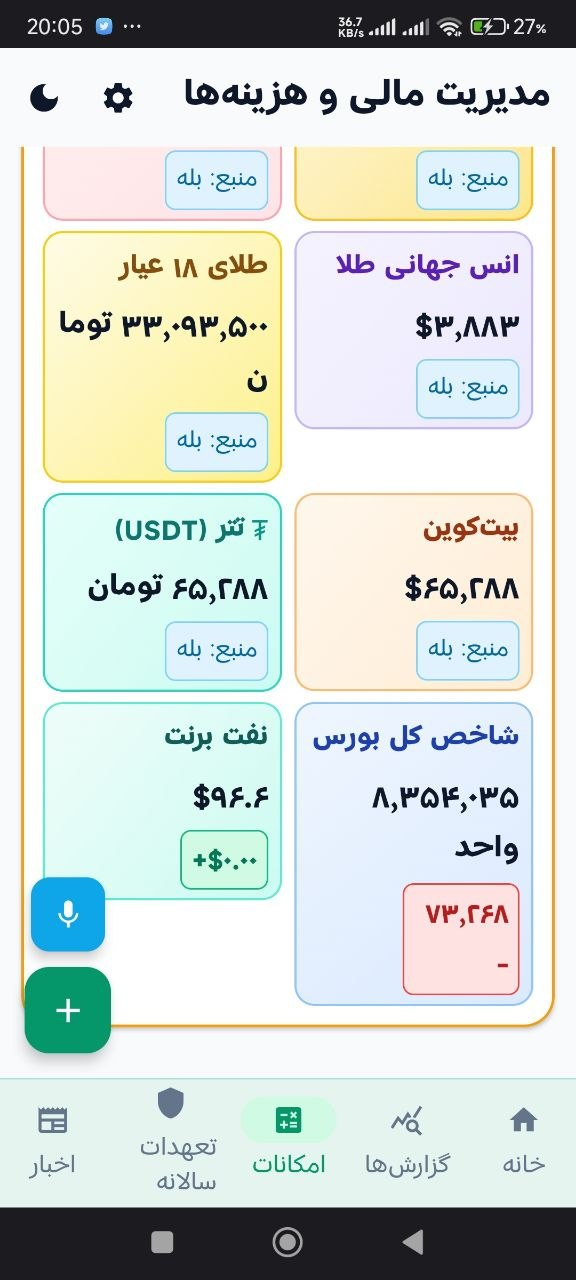 20:05
36.7 KB/s
27%
مدیریت مالی و هزینه‌ها
منبع: بله
منبع: بله
انس جهانی طلا
$۳,۸۸۳
منبع: بله
طلای ۱۸ عیار
۳۳,۰۹۳,۵۰۰ توما
ن
منبع: بله
بیت‌کوین
$۶۵,۲۸۸
منبع: بله
₮ تتر (USDT)
۶۵,۲۸۸ تومان
منبع: بله
شاخص کل بورس
۸,۳۵۴,۰۳۵
واحد
۷۳,۲۶۸
-
نفت برنت
$۹۶.۶
+$۰.۰۰
خانه
گزارش‌ها
امکانات
تعهدات
سالانه
اخبار